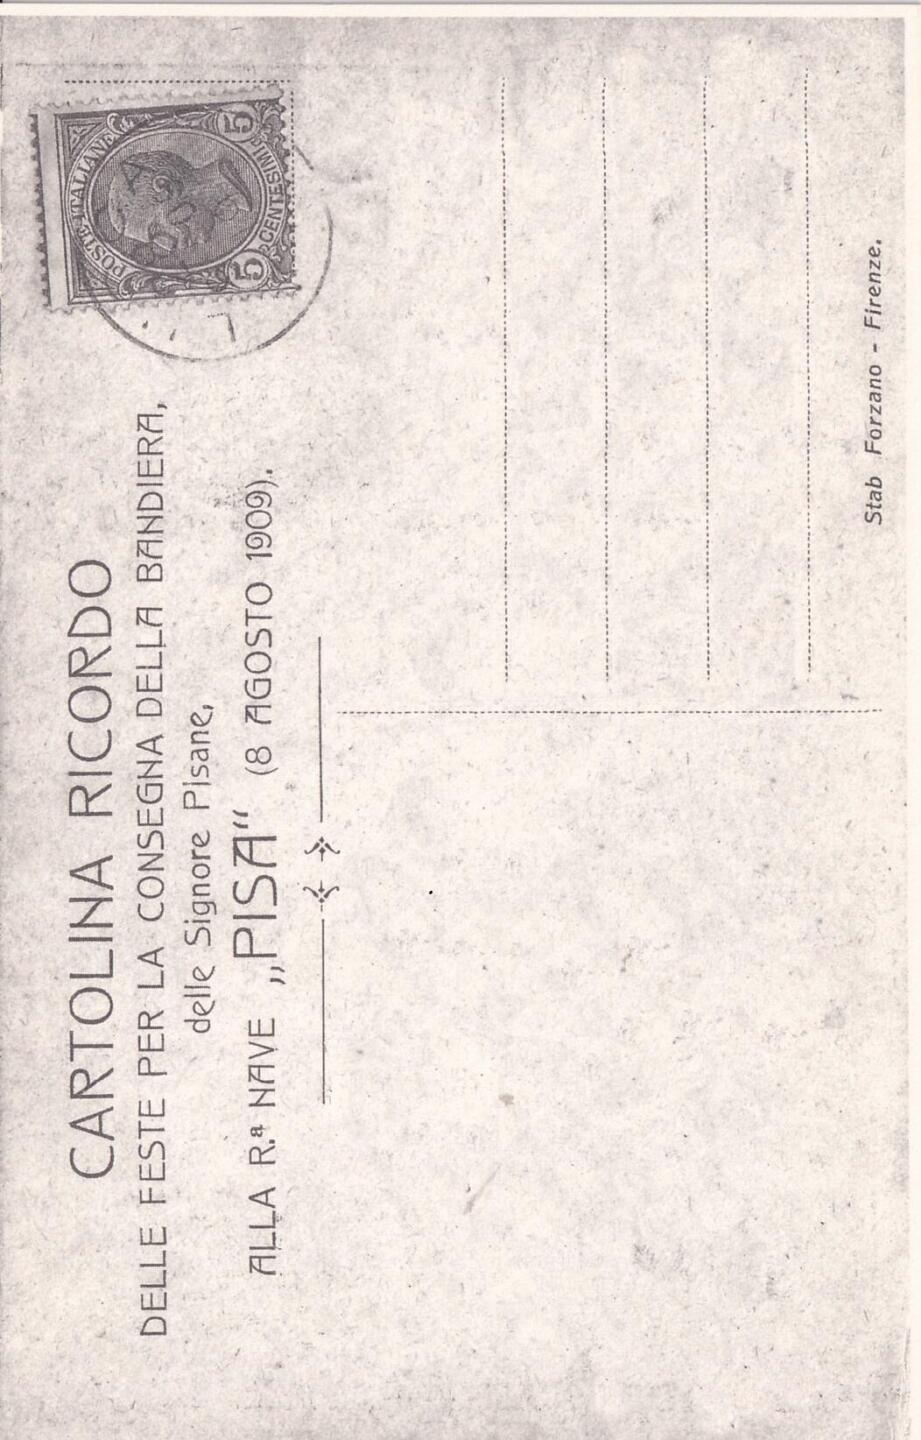 CARTOLINA RICORDO
DELLE FESTE PER LA CONSEGNA DELLA BANDIERA,
delle Signore Pisane,
ALLA R.ª NAVE „PISA“ (8 AGOSTO 1909).
POSTE ITALIANE
5 CENTESIMI 5
Stab Forzano - Firenze.